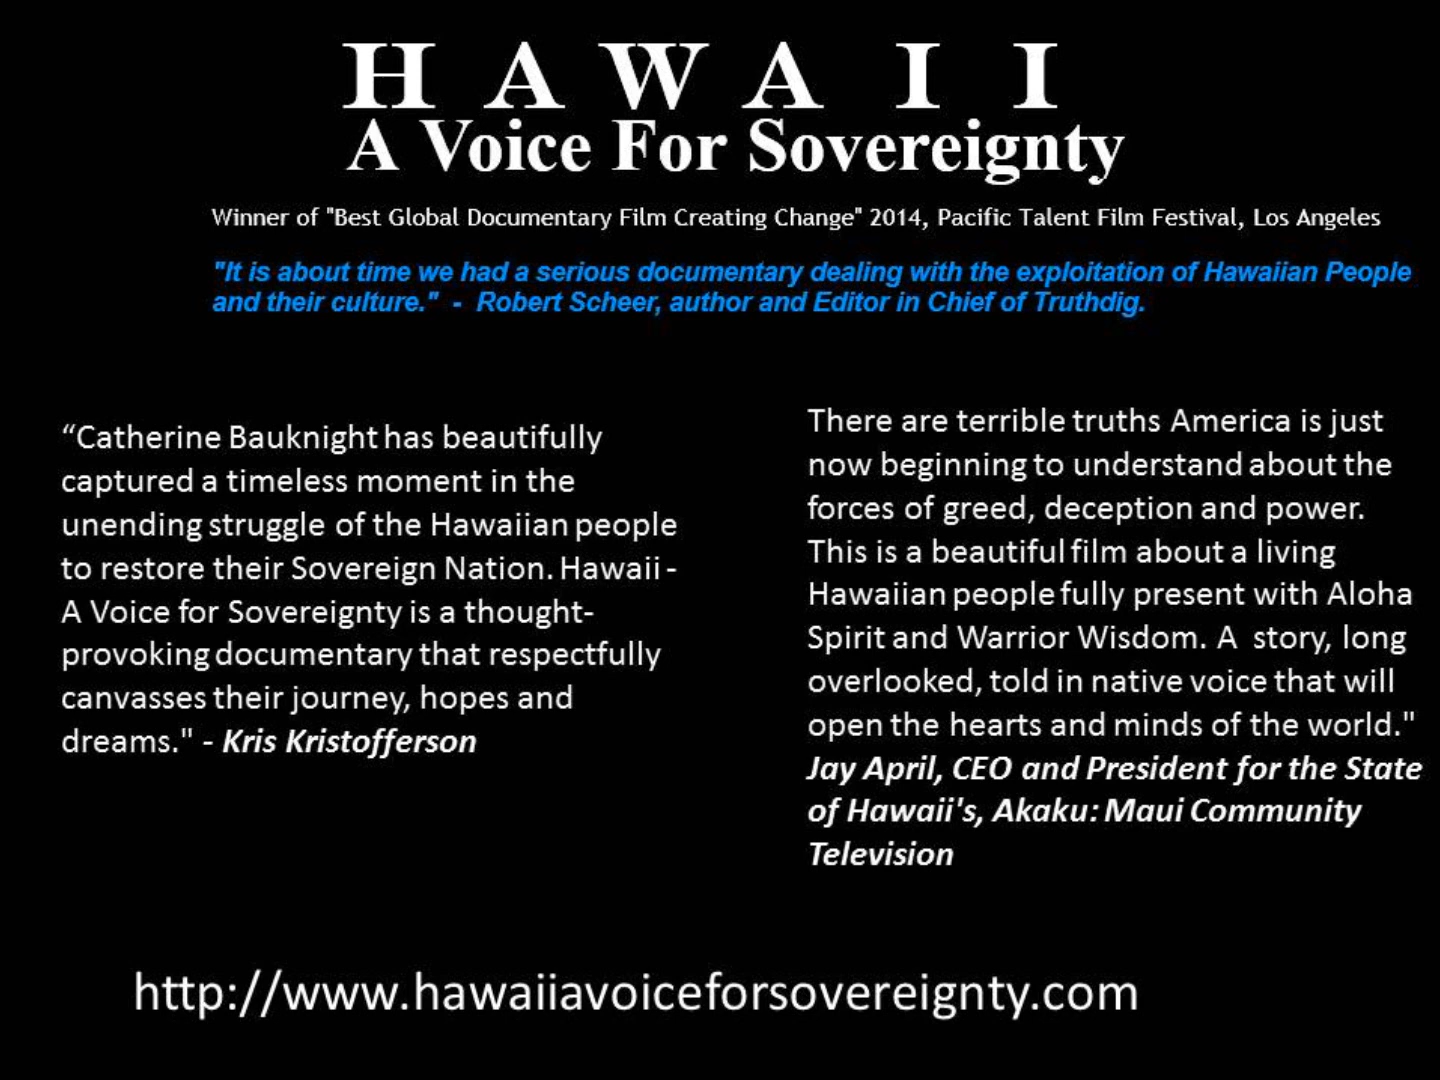 H A W A I I
A Voice For Sovereignty
Winner of "Best Global Documentary Film Creating Change" 2014, Pacific Talent Film Festival, Los Angeles
"It is about time we had a serious documentary dealing with the exploitation of Hawaiian People
and their culture." - Robert Scheer, author and Editor in Chief of Truthdig.
“Catherine Bauknight has beautifully
captured a timeless moment in the
unending struggle of the Hawaiian people
to restore their Sovereign Nation. Hawaii -
A Voice for Sovereignty is a thought-
provoking documentary that respectfully
canvasses their journey, hopes and
dreams." - Kris Kristofferson
There are terrible truths America is just
now beginning to understand about the
forces of greed, deception and power.
This is a beautiful film about a living
Hawaiian people fully present with Aloha
Spirit and Warrior Wisdom. A story, long
overlooked, told in native voice that will
open the hearts and minds of the world."
Jay April, CEO and President for the State
of Hawaii's, Akaku: Maui Community
Television
http://www.hawaiiavoiceforsovereignty.com